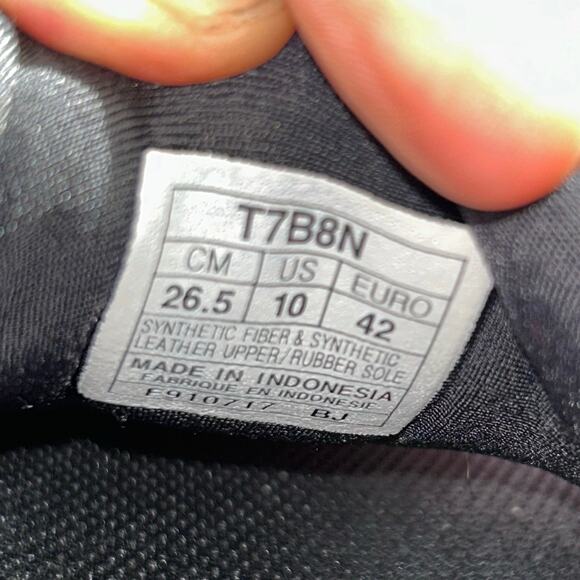 T7B8N
CM US EURO
26.5 10 42
SYNTHETIC FIBER & SYNTHETIC
LEATHER UPPER/RUBBER SOLE
MADE IN INDONESIA
FABRIQUE EN INDONESIE
F910717 BJ